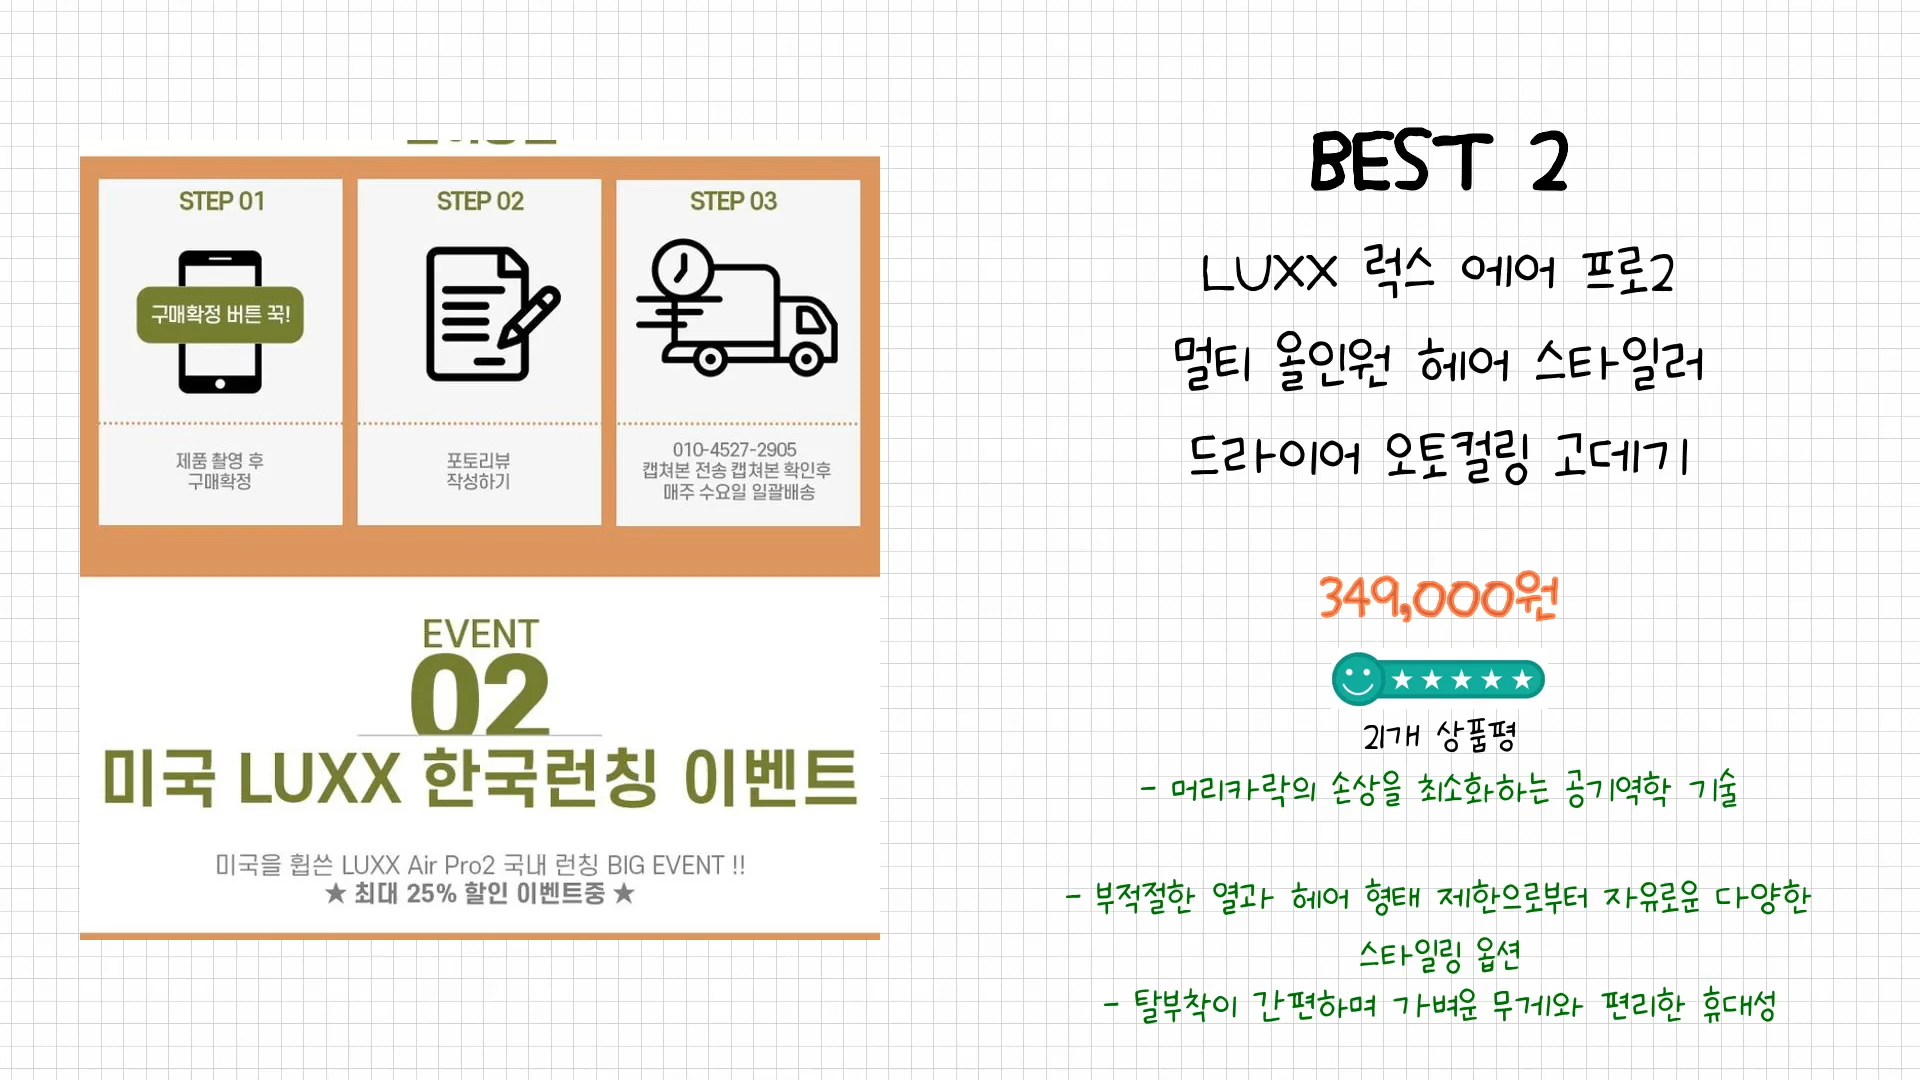 STEP 01
구매확정 버튼 꾹!
제품 촬영 후
구매확정
STEP 02
포토리뷰
작성하기
STEP 03
010-4527-2905
캡쳐본 전송 캡쳐본 확인후
매주 수요일 일괄배송
EVENT
02
미국 LUXX 한국런칭 이벤트
미국을 휩쓴 LUXX Air Pro2 국내 런칭 BIG EVENT !!
★ 최대 25% 할인 이벤트중 ★
BEST 2
LUXX 럭스 에어 프로2
멀티 올인원 헤어 스타일러
드라이어 오토컬링 고데기
349,000원
21개 상품평
- 머리카락의 손상을 최소화하는 공기역학 기술
- 부적절한 열과 헤어 형태 제한으로부터 자유로운 다양한
스타일링 옵션
- 탈부착이 간편하며 가벼운 무게와 편리한 휴대성